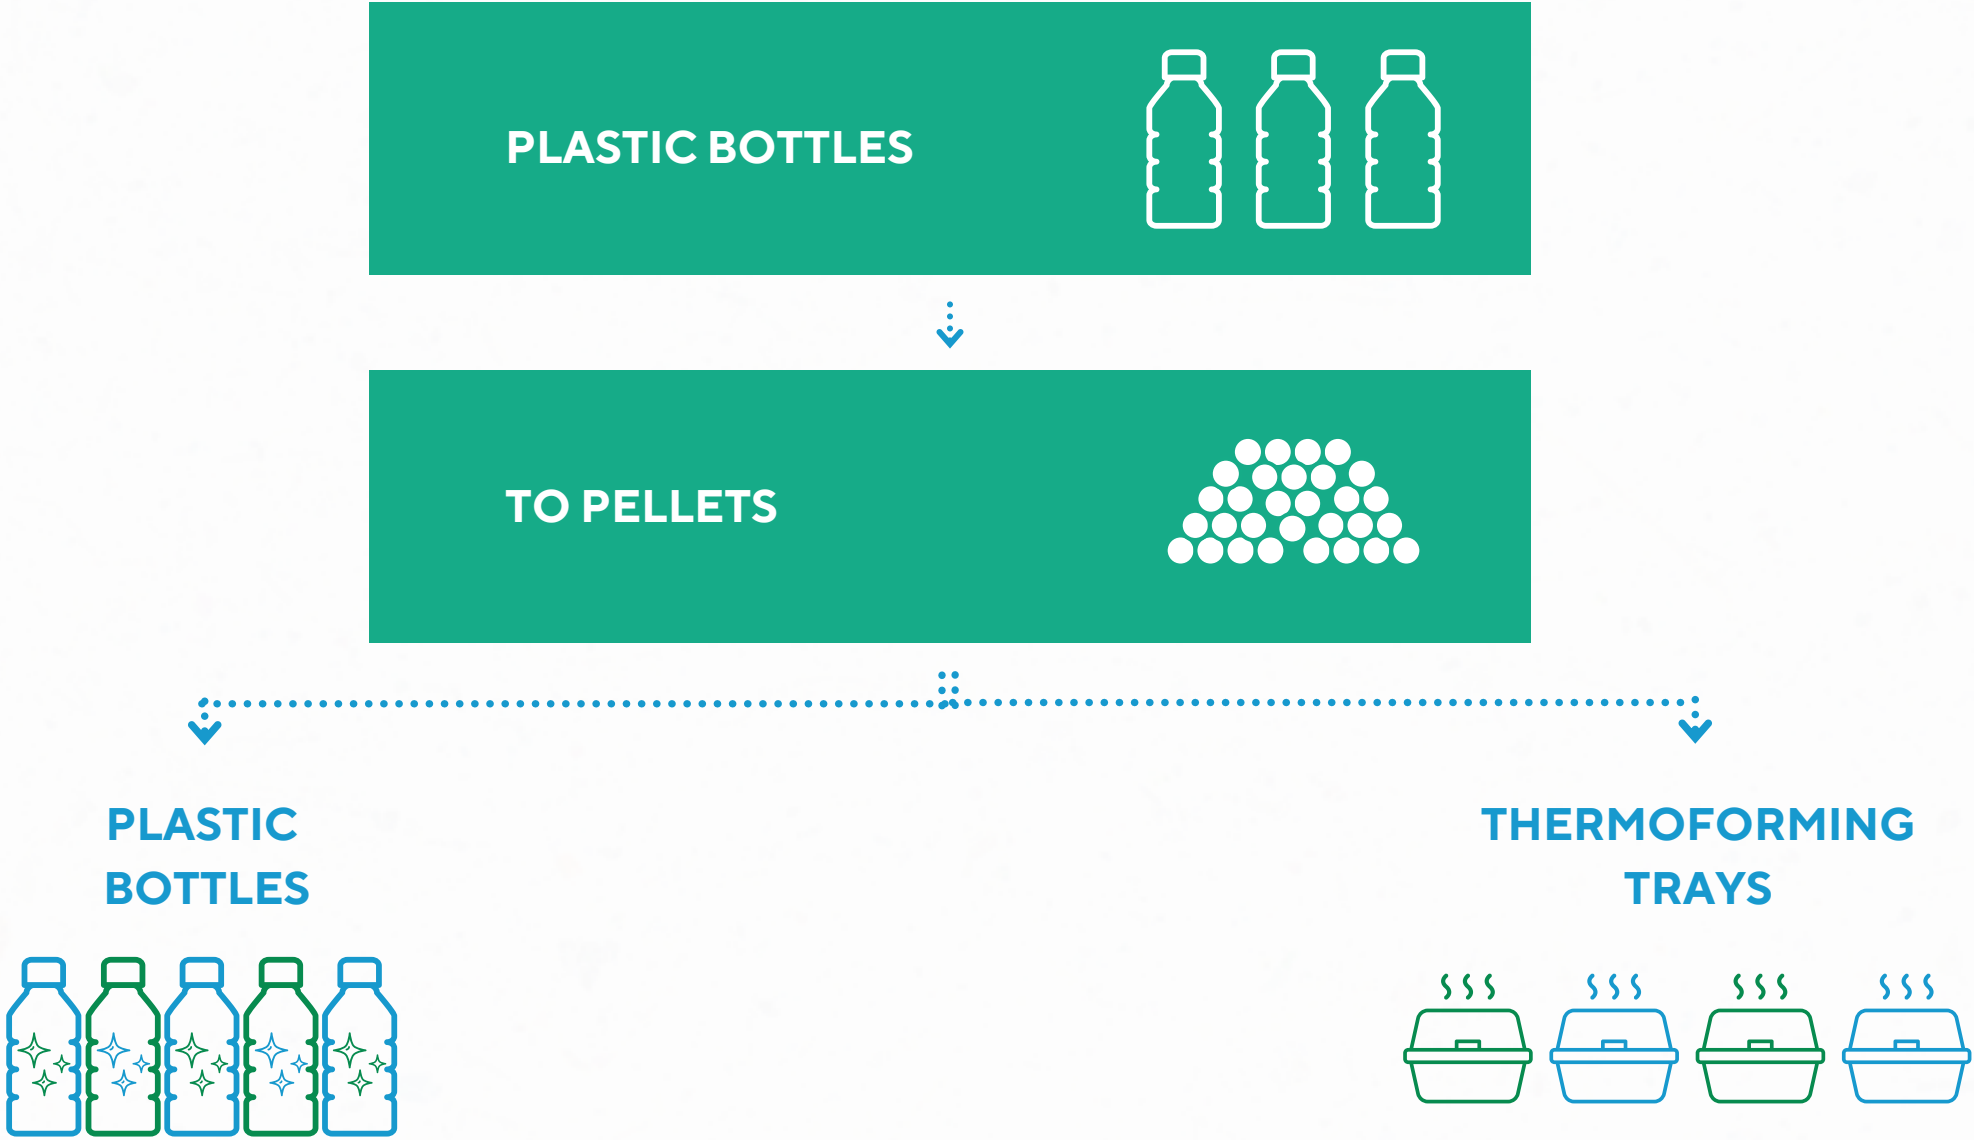 PLASTIC BOTTLES
TO PELLETS
PLASTIC
BOTTLES
THERMOFORMING
TRAYS